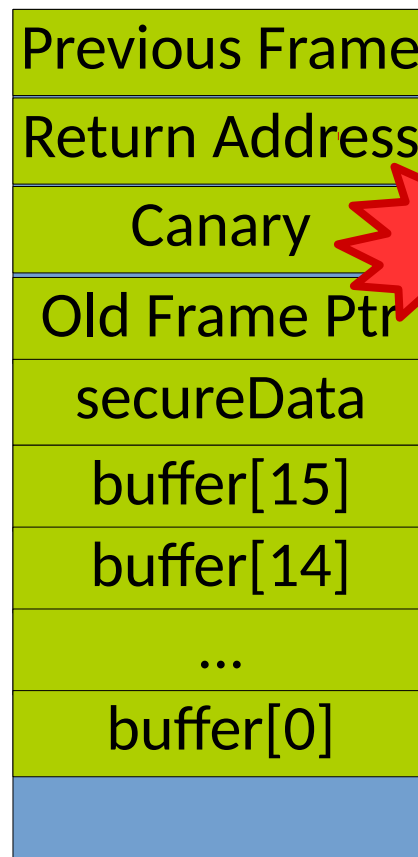 Previous Frame
Return Address
Canary
Old Frame Ptr
secureData
buffer[15]
buffer[14]
...
buffer[0]